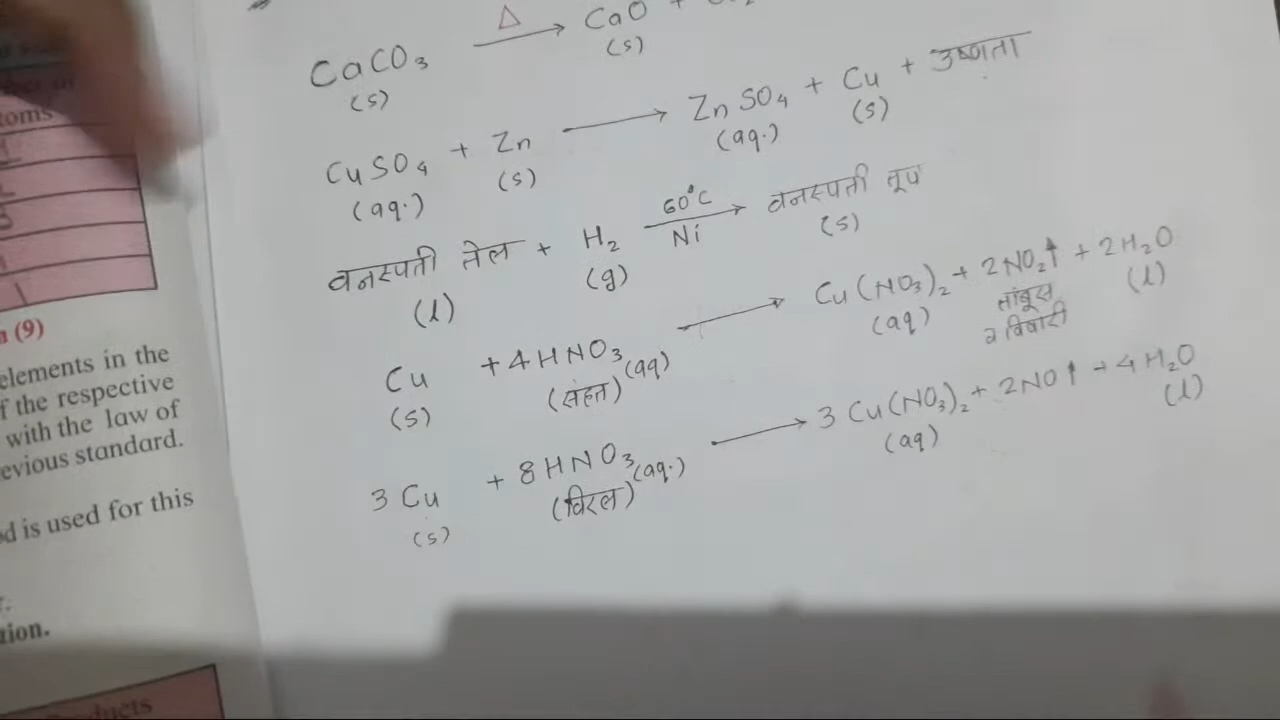 CaCO₃ —Δ→ CaO +
(s) (s)
CuSO₄ + Zn → ZnSO₄ + Cu + उष्णता
(aq.) (s) (aq.) (s)
वनस्पती तेल + H₂ —60°C/Ni→ वनस्पती तूप
(l) (g) (s)
Cu + 4HNO₃(aq) → Cu(NO₃)₂ + 2NO₂↑ + 2H₂O
(s) (संहत) (aq) तांबूस (l)
व विषारी
3Cu + 8HNO₃(aq.) → 3Cu(NO₃)₂ + 2NO↑ + 4H₂O
(s) (विरल) (aq) (l)
(9)
elements in the
the respective
with the law of
evious standard.
is used for this